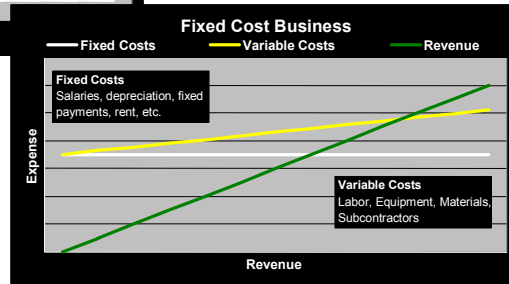 Fixed Cost Business
Fixed Costs Variable Costs Revenue
Fixed Costs
Salaries, depreciation, fixed
payments, rent, etc.
Expense
Variable Costs
Labor, Equipment, Materials,
Subcontractors
Revenue